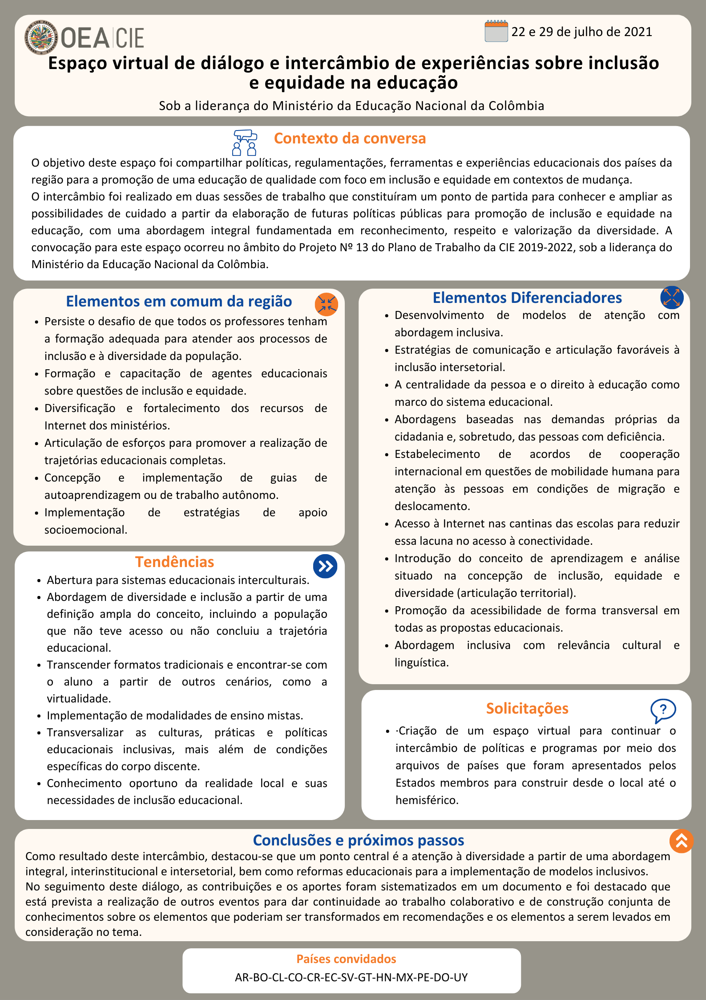 ORGANIZACION DE LOS ESTADOS AMERICANOS
OEA|CIE
22 e 29 de julho de 2021
Espaço virtual de diálogo e intercâmbio de experiências sobre inclusão
e equidade na educação
Sob a liderança do Ministério da Educação Nacional da Colômbia
Contexto da conversa
O objetivo deste espaço foi compartilhar políticas, regulamentações, ferramentas e experiências educacionais dos países da
região para a promoção de uma educação de qualidade com foco em inclusão e equidade em contextos de mudança.
O intercâmbio foi realizado em duas sessões de trabalho que constituíram um ponto de partida para conhecer e ampliar as
possibilidades de cuidado a partir da elaboração de futuras políticas públicas para promoção de inclusão e equidade na
educação, com uma abordagem integral fundamentada em reconhecimento, respeito e valorização da diversidade. A
convocação para este espaço ocorreu no âmbito do Projeto Nº 13 do Plano de Trabalho da CIE 2019-2022, sob a liderança do
Ministério da Educação Nacional da Colômbia.
Elementos em comum da região
• Persiste o desafio de que todos os professores tenham
a formação adequada para atender aos processos de
inclusão e à diversidade da população.
• Formação e capacitação de agentes educacionais
sobre questões de inclusão e equidade.
• Diversificação e fortalecimento dos recursos de
Internet dos ministérios.
• Articulação de esforços para promover a realização de
trajetórias educacionais completas.
• Concepção e implementação de guias de
autoaprendizagem ou de trabalho autônomo.
• Implementação de estratégias de apoio
socioemocional.
Tendências
• Abertura para sistemas educacionais interculturais.
• Abordagem de diversidade e inclusão a partir de uma
definição ampla do conceito, incluindo a população
que não teve acesso ou não concluiu a trajetória
educacional.
• Transcender formatos tradicionais e encontrar-se com
o aluno a partir de outros cenários, como a
virtualidade.
• Implementação de modalidades de ensino mistas.
• Transversalizar as culturas, práticas e políticas
educacionais inclusivas, mais além de condições
específicas do corpo discente.
• Conhecimento oportuno da realidade local e suas
necessidades de inclusão educacional.
Elementos Diferenciadores
• Desenvolvimento de modelos de atenção com
abordagem inclusiva.
• Estratégias de comunicação e articulação favoráveis à
inclusão intersetorial.
• A centralidade da pessoa e o direito à educação como
marco do sistema educacional.
• Abordagens baseadas nas demandas próprias da
cidadania e, sobretudo, das pessoas com deficiência.
• Estabelecimento de acordos de cooperação
internacional em questões de mobilidade humana para
atenção às pessoas em condições de migração e
deslocamento.
• Acesso à Internet nas cantinas das escolas para reduzir
essa lacuna no acesso à conectividade.
• Introdução do conceito de aprendizagem e análise
situado na concepção de inclusão, equidade e
diversidade (articulação territorial).
• Promoção da acessibilidade de forma transversal em
todas as propostas educacionais.
• Abordagem inclusiva com relevância cultural e
linguística.
Solicitações
?
• ·Criação de um espaço virtual para continuar o
intercâmbio de políticas e programas por meio dos
arquivos de países que foram apresentados pelos
Estados membros para construir desde o local até o
hemisférico.
Conclusões e próximos passos
Como resultado deste intercâmbio, destacou-se que um ponto central é a atenção à diversidade a partir de uma abordagem
integral, interinstitucional e intersetorial, bem como reformas educacionais para a implementação de modelos inclusivos.
No seguimento deste diálogo, as contribuições e os aportes foram sistematizados em um documento e foi destacado que
está prevista a realização de outros eventos para dar continuidade ao trabalho colaborativo e de construção conjunta de
conhecimentos sobre os elementos que poderiam ser transformados em recomendações e os elementos a serem levados em
consideração no tema.
Países convidados
AR-BO-CL-CO-CR-EC-SV-GT-HN-MX-PE-DO-UY